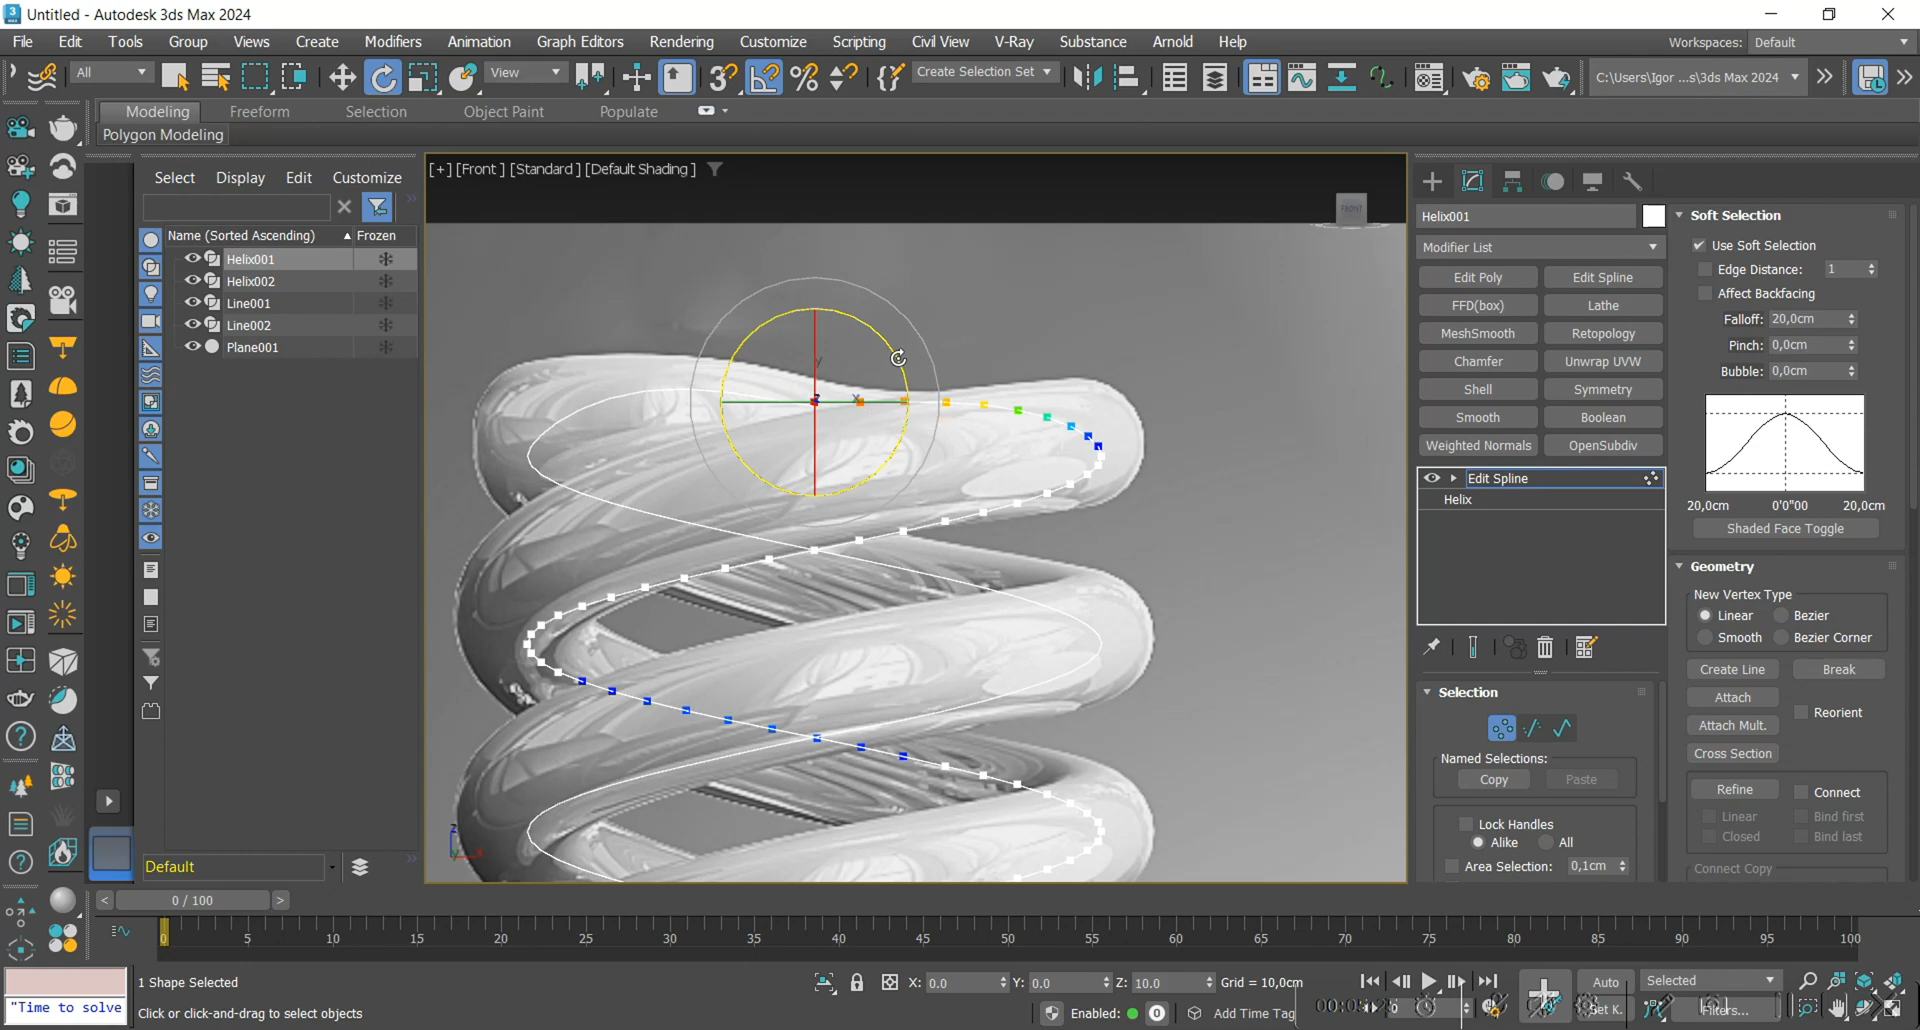 Untitled - Autodesk 3ds Max 2024
File Edit Tools Group Views Create Modifiers Animation Graph Editors Rendering Customize Scripting Civil View V-Ray Substance Arnold Help
Workspaces: Default
All View Create Selection Set C:\Users\Igor ...s\3ds Max 2024
Modeling Freeform Selection Object Paint Populate
Polygon Modeling
Select Display Edit Customize
Name (Sorted Ascending) Frozen
Helix001
Helix002
Line001
Line002
Plane001
Default
[+] [Front ] [Standard ] [Default Shading ]
FRONT
y
z x
z
y x
Helix001
Modifier List
Edit Poly Edit Spline
FFD(box) Lathe
MeshSmooth Retopology
Chamfer Unwrap UVW
Shell Symmetry
Smooth Boolean
Weighted Normals OpenSubdiv
Edit Spline
Helix
Selection
Named Selections:
Copy Paste
Lock Handles
Alike All
Area Selection: 0,1cm
Soft Selection
Use Soft Selection
Edge Distance: 1
Affect Backfacing
Falloff: 20,0cm
Pinch: 0,0cm
Bubble: 0,0cm
20,0cm 0'0"00 20,0cm
Shaded Face Toggle
Geometry
New Vertex Type
Linear Bezier
Smooth Bezier Corner
Create Line Break
Attach
Reorient
Attach Mult.
Cross Section
Refine Connect
Linear Bind first
Closed Bind last
Connect Copy
< 0 / 100 >
0 5 10 15 20 25 30 35 40 45 50 55 60 65 70 75 80 85 90 95 100
"Time to solve
1 Shape Selected
Click or click-and-drag to select objects
X: 0.0 Y: 0.0 Z: 10.0 Grid = 10,0cm
Enabled: 0 Add Time Tag
Auto Selected
Filters...